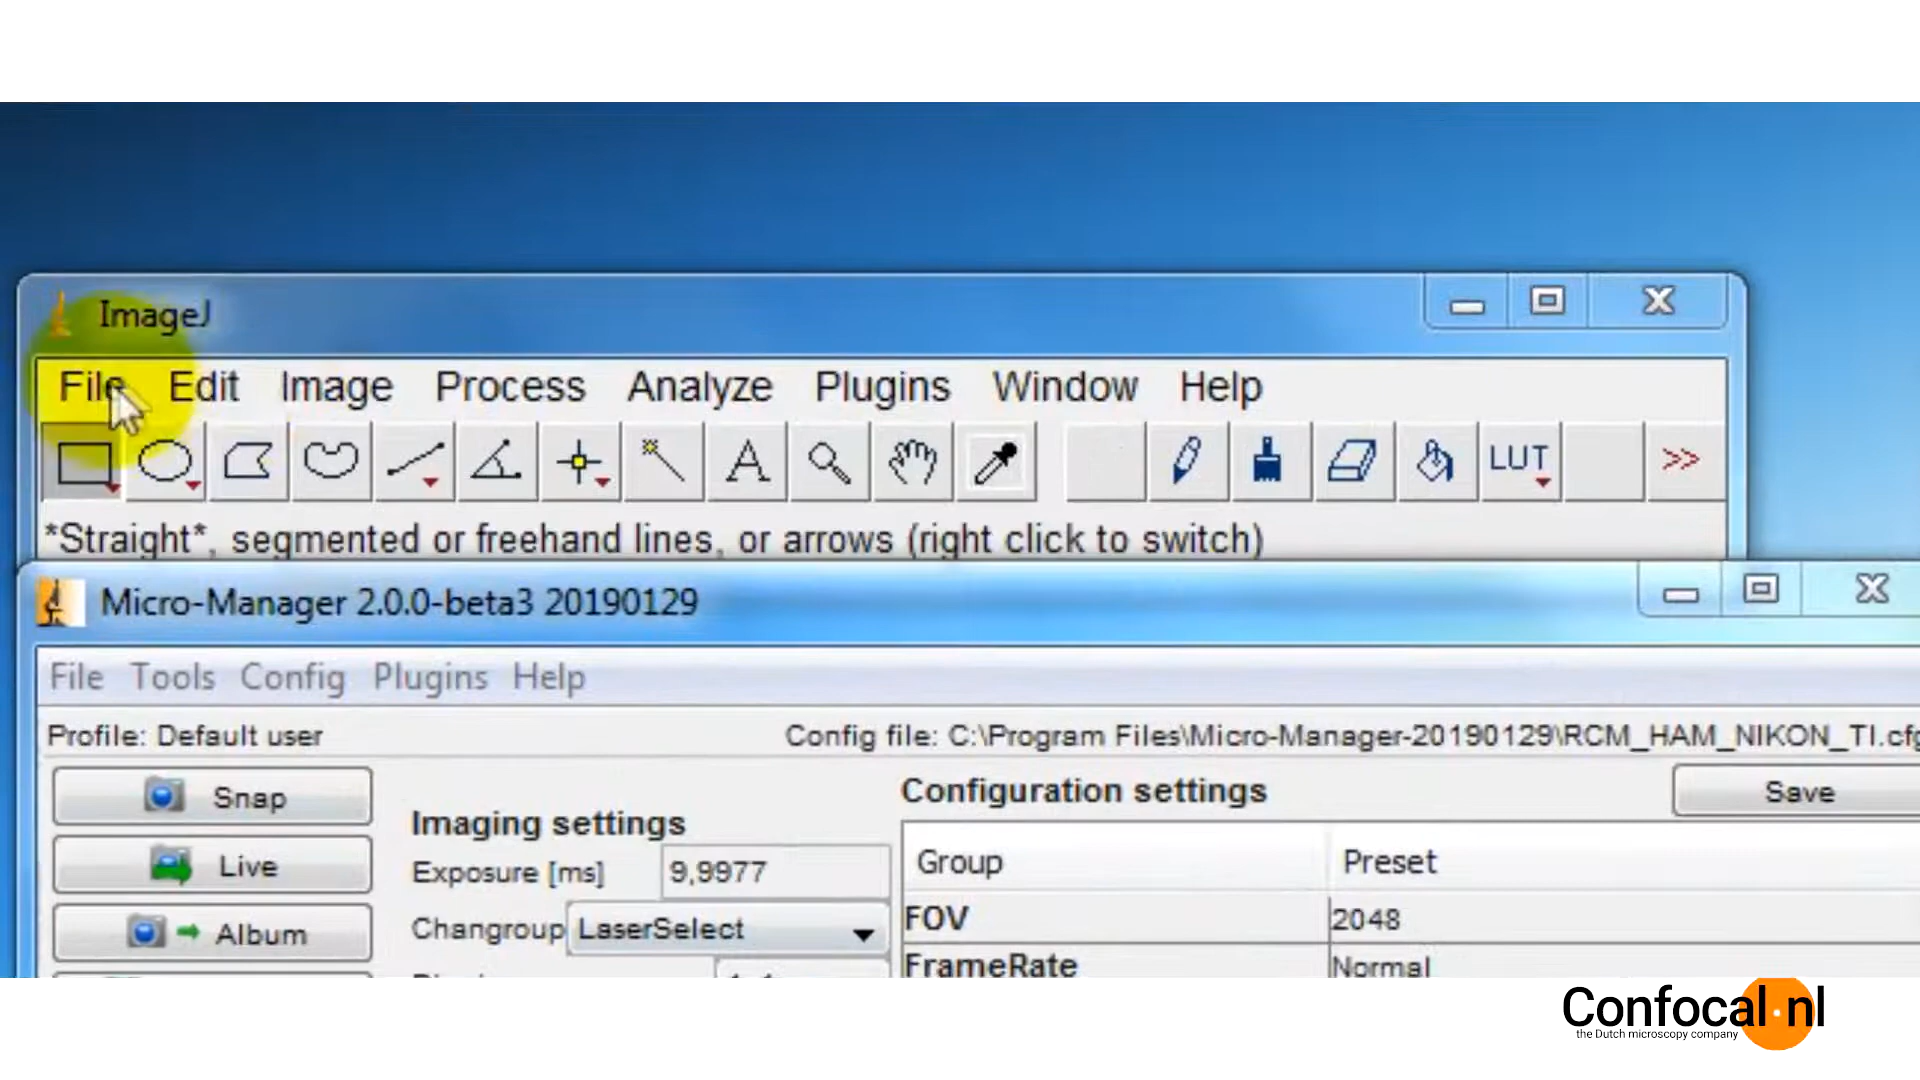 ImageJ
File Edit Image Process Analyze Plugins Window Help
A LUT >>
*Straight*, segmented or freehand lines, or arrows (right click to switch)
Micro-Manager 2.0.0-beta3 20190129
File Tools Config Plugins Help
Profile: Default user Config file: C:\Program Files\Micro-Manager-20190129\RCM_HAM_NIKON_TI.cfg
Snap Imaging settings Configuration settings Save
Live Exposure [ms] 9,9977 Group Preset
Album Changroup LaserSelect FOV 2048
FrameRate Normal
Confocal.nl
the Dutch microscopy company